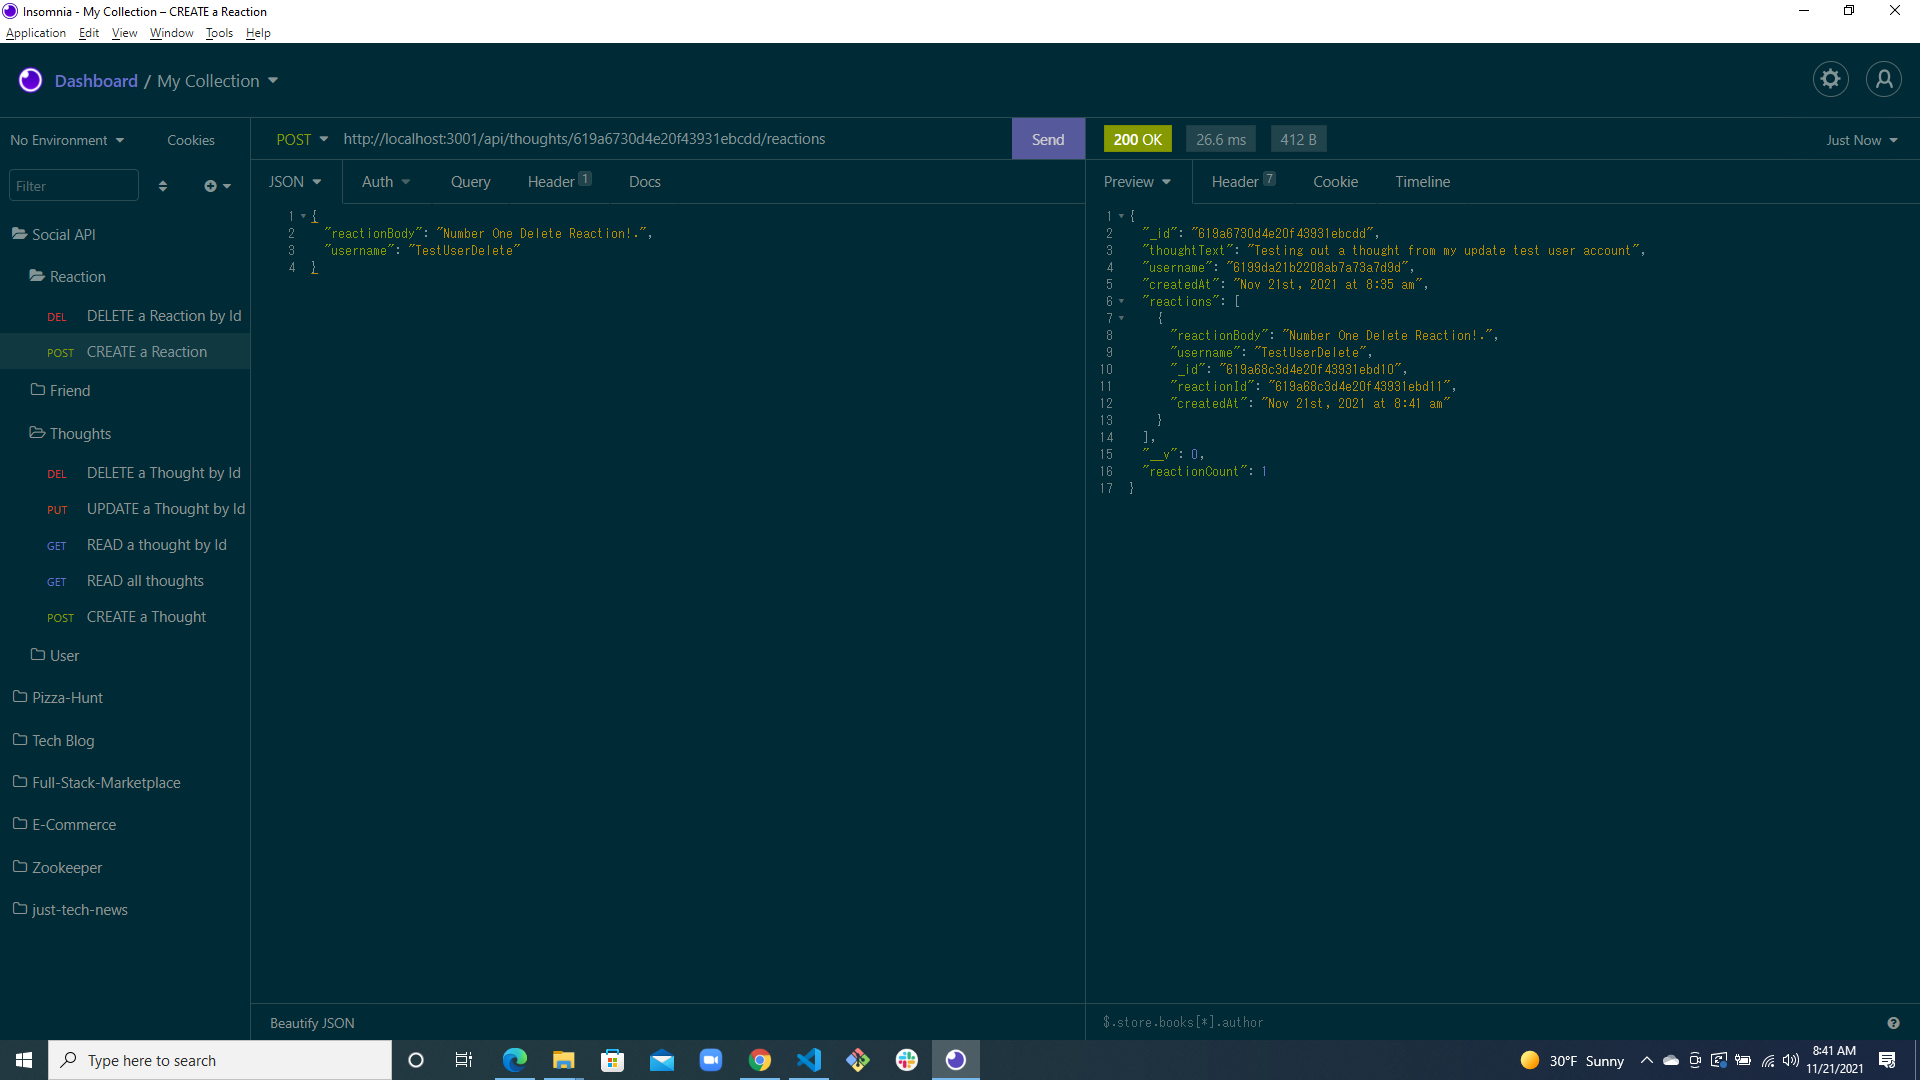 Insomnia - My Collection – CREATE a Reaction
Application Edit View Window Tools Help
Dashboard / My Collection
No Environment Cookies
POST http://localhost:3001/api/thoughts/619a6730d4e20f43931ebcdd/reactions Send
200 OK 26.6 ms 412 B Just Now
Filter
JSON Auth Query Header 1 Docs
Preview Header 7 Cookie Timeline
Social API
Reaction
DEL DELETE a Reaction by Id
POST CREATE a Reaction
Friend
Thoughts
DEL DELETE a Thought by Id
PUT UPDATE a Thought by Id
GET READ a thought by Id
GET READ all thoughts
POST CREATE a Thought
User
Pizza-Hunt
Tech Blog
Full-Stack-Marketplace
E-Commerce
Zookeeper
just-tech-news
1 {
2 "reactionBody": "Number One Delete Reaction!.",
3 "username": "TestUserDelete"
4 }
Beautify JSON
1 {
2 "_id": "619a6730d4e20f43931ebcdd",
3 "thoughtText": "Testing out a thought from my update test user account",
4 "username": "6199da21b2208ab7a73a7d9d",
5 "createdAt": "Nov 21st, 2021 at 8:35 am",
6 "reactions": [
7 {
8 "reactionBody": "Number One Delete Reaction!.",
9 "username": "TestUserDelete",
10 "_id": "619a68c3d4e20f43931ebd10",
11 "reactionId": "619a68c3d4e20f43931ebd11",
12 "createdAt": "Nov 21st, 2021 at 8:41 am"
13 }
14 ],
15 "__v": 0,
16 "reactionCount": 1
17 }
$.store.books[*].author
Type here to search
30°F Sunny
8:41 AM
11/21/2021